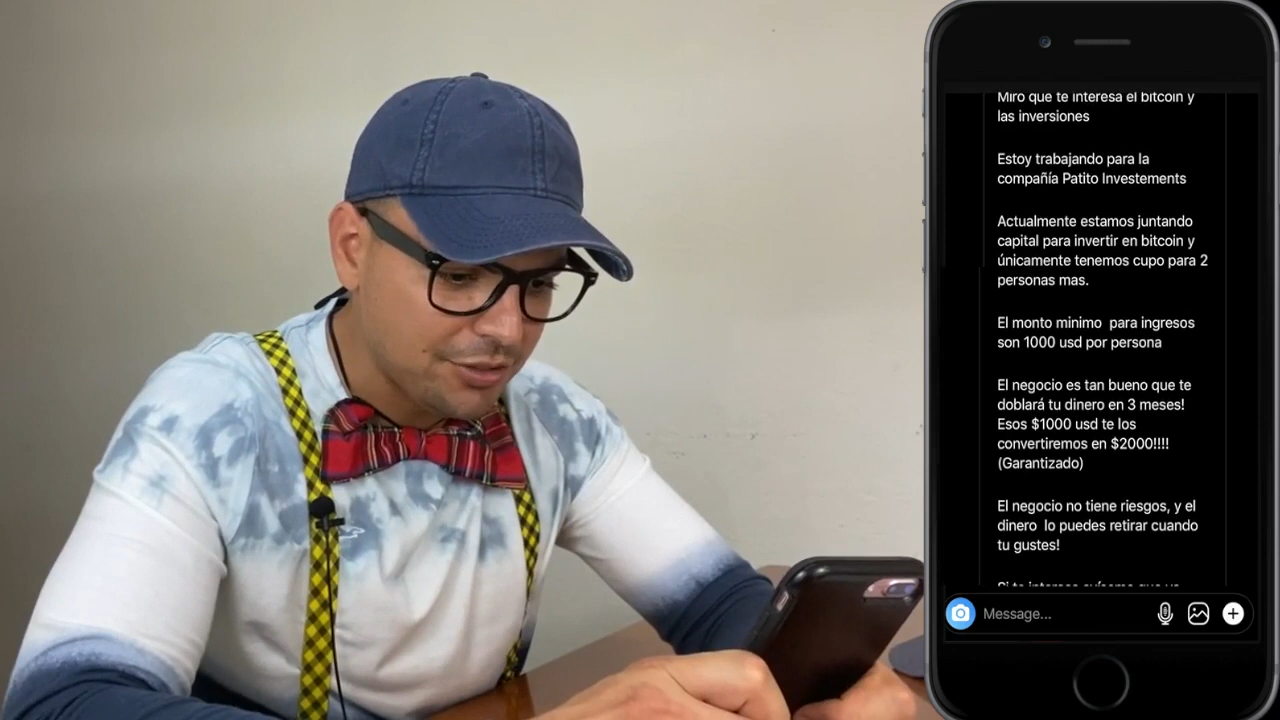 Miro que te interesa el bitcoin y
las inversiones
Estoy trabajando para la
compañía Patito Investements
Actualmente estamos juntando
capital para invertir en bitcoin y
únicamente tenemos cupo para 2
personas mas.
El monto minimo para ingresos
son 1000 usd por persona
El negocio es tan bueno que te
doblará tu dinero en 3 meses!
Esos $1000 usd te los
convertiremos en $2000!!!!
(Garantizado)
El negocio no tiene riesgos, y el
dinero lo puedes retirar cuando
tu gustes!
Message...